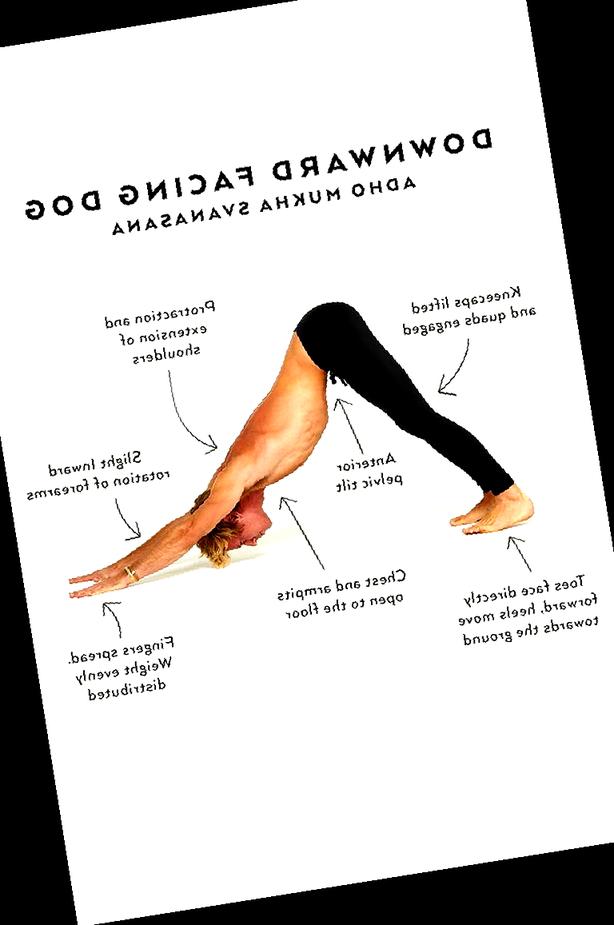 DOWNWARD FACING DOG
ADHO MUKHA SVANASANA
Protraction and
extension of
shoulders
Kneecaps lifted
and quads engaged
Slight Inward
rotation of forearms
Anterior
pelvic tilt
Chest and armpits
open to the floor
Toes face directly
forward, heels, move
towards the ground
Fingers spread.
Weight evenly
distributed